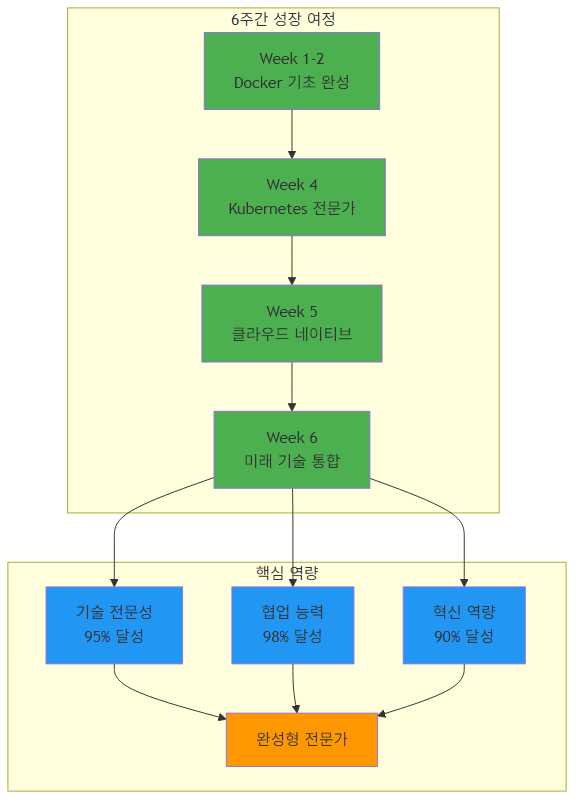 6주간 성장 여정
Week 1-2
Docker 기초 완성
Week 4
Kubernetes 전문가
Week 5
클라우드 네이티브
Week 6
미래 기술 통합
핵심 역량
기술 전문성
95% 달성
협업 능력
98% 달성
혁신 역량
90% 달성
완성형 전문가